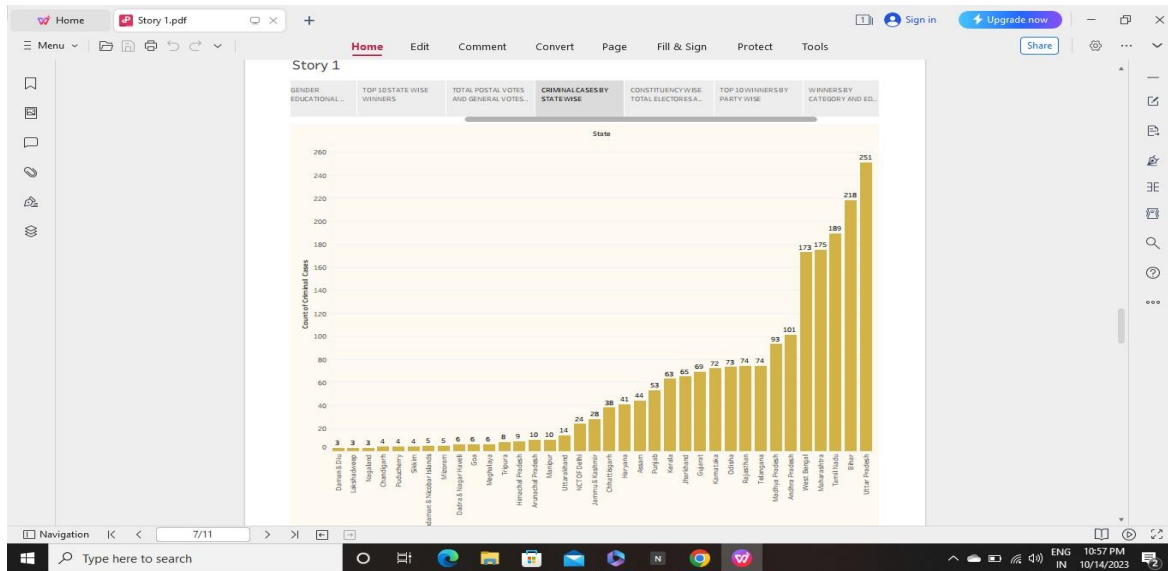 Home
Story 1.pdf
Sign in
Upgrade now
Menu
Home
Edit
Comment
Convert
Page
Fill & Sign
Protect
Tools
Share
Story 1
GENDER
EDUCATIONAL ..
TOP 10 STATE WISE
WINNERS
TOTAL POSTAL VOTES
AND GENERAL VOTES..
CRIMINAL CASES BY
STATE WISE
CONSTITUENCY WISE
TOTAL ELECTORES A..
TOP 10 WINNERS BY
PARTY WISE
WINNERS BY
CATEGORY AND ED..
State
Count of Criminal Cases
260
240
220
200
180
160
140
120
100
80
60
40
20
0
3
3
3
4
4
4
5
5
6
6
6
8
9
10
10
14
24
28
38
41
44
53
63
65
69
72
73
74
74
93
101
173
175
189
218
251
Daman & Diu
Lakshadweep
Nagaland
Chandigarh
Puducherry
Sikkim
ndaman & Nicobar Islands
Mizoram
Dadra & Nagar Haveli
Goa
Meghalaya
Tripura
Himachal Pradesh
Arunachal Pradesh
Manipur
Uttarakhand
NCT OF Delhi
Jammu & Kashmir
Chhattisgarh
Haryana
Assam
Punjab
Kerala
Jharkhand
Gujarat
Karnataka
Odisha
Rajasthan
Telangana
Madhya Pradesh
Andhra Pradesh
West Bengal
Maharashtra
Tamil Nadu
Bihar
Uttar Pradesh
Navigation
7/11
Type here to search
ENG
IN
10:57 PM
10/14/2023